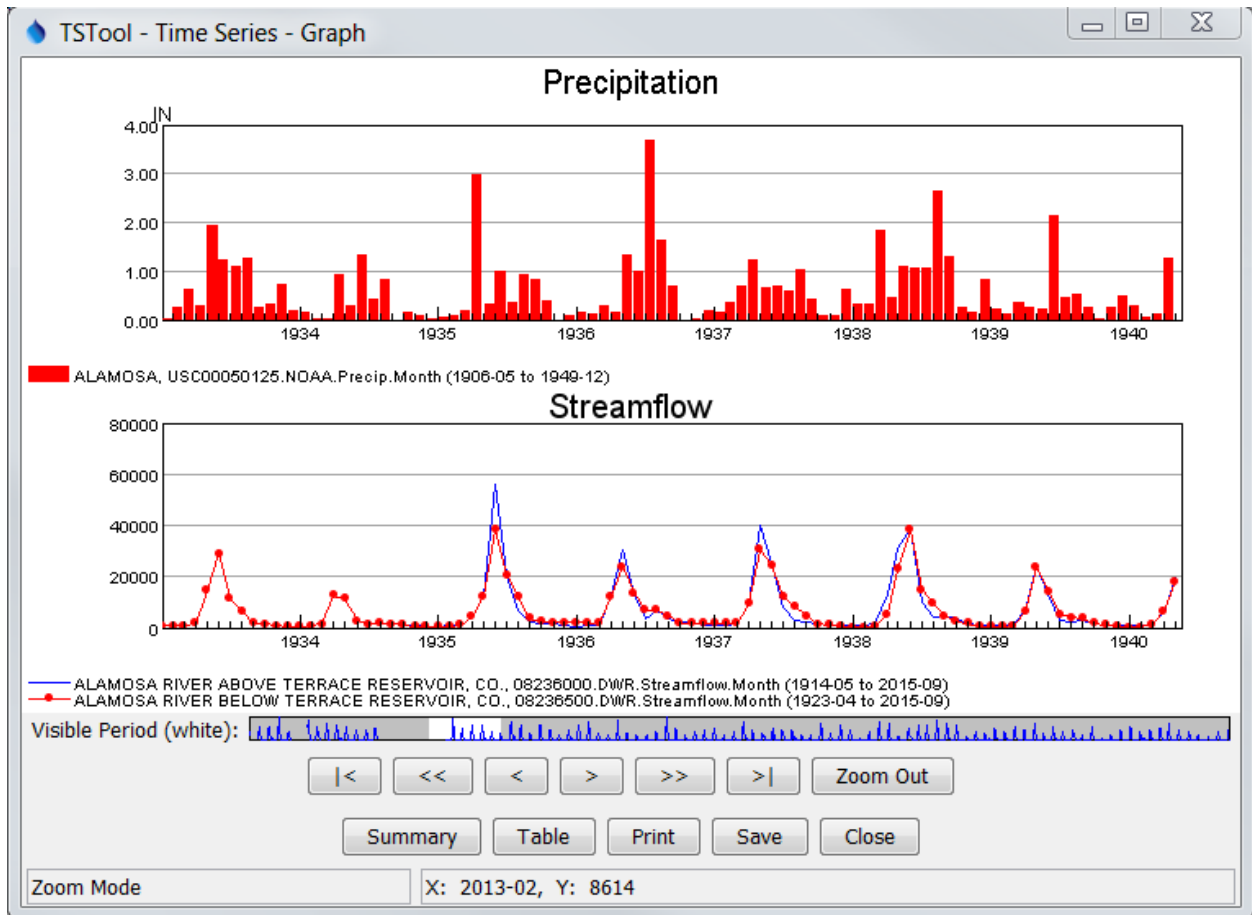 TSTool - Time Series - Graph
Precipitation
IN
4.00
3.00
2.00
1.00
0.00
1934 1935 1936 1937 1938 1939 1940
ALAMOSA, USC00050125.NOAA.Precip.Month (1906-05 to 1949-12)
Streamflow
80000
60000
40000
20000
0
1934 1935 1936 1937 1938 1939 1940
ALAMOSA RIVER ABOVE TERRACE RESERVOIR, CO., 08236000.DWR.Streamflow.Month (1914-05 to 2015-09)
ALAMOSA RIVER BELOW TERRACE RESERVOIR, CO., 08236500.DWR.Streamflow.Month (1923-04 to 2015-09)
Visible Period (white):
|< << < > >> >| Zoom Out
Summary Table Print Save Close
Zoom Mode X: 2013-02, Y: 8614